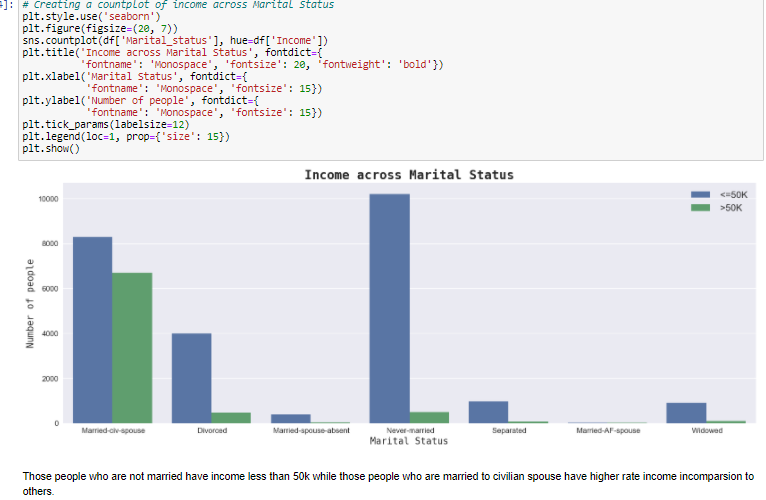 ]: # Creating a countplot of income across Marital Status
plt.style.use('seaborn')
plt.figure(figsize=(20, 7))
sns.countplot(df['Marital_status'], hue=df['Income'])
plt.title('Income across Marital Status', fontdict={
'fontname': 'Monospace', 'fontsize': 20, 'fontweight': 'bold'})
plt.xlabel('Marital Status', fontdict={
'fontname': 'Monospace', 'fontsize': 15})
plt.ylabel('Number of people', fontdict={
'fontname': 'Monospace', 'fontsize': 15})
plt.tick_params(labelsize=12)
plt.legend(loc=1, prop={'size': 15})
plt.show()
Income across Marital Status
<=50K
>50K
Number of people
10000
8000
6000
4000
2000
0
Married-civ-spouse Divorced Married-spouse-absent Never-married Separated Married-AF-spouse Widowed
Marital Status
Those people who are not married have income less than 50k while those people who are married to civilian spouse have higher rate income incomparsion to
others.